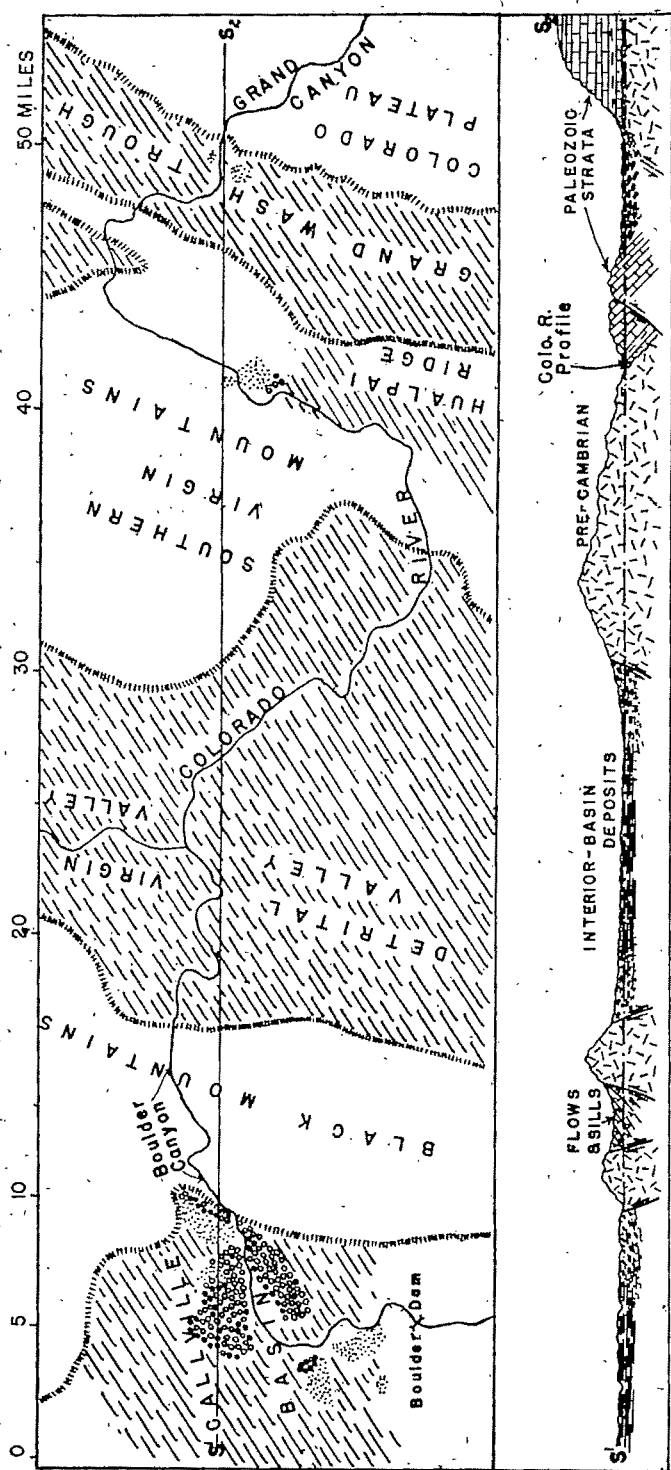 0
5
10
20
30
40
50 MILES
S'
S₂
CALLVILLE
BASIN
Boulder Dam
Boulder
Canyon
BLACK MOUNTAINS
VIRGIN
VALLEY
DETRITAL
VALLEY
COLORADO
RIVER
SOUTHERN
VIRGIN
MOUNTAINS
HUALPAI
RIDGE
GRAND WASH
TROUGH
GRAND
CANYON
COLORADO
PLATEAU
S'
FLOWS
& SILLS
INTERIOR-BASIN
DEPOSITS
PRE-CAMBRIAN
Colo. R.
Profile
PALEOZOIC
STRATA
S₂